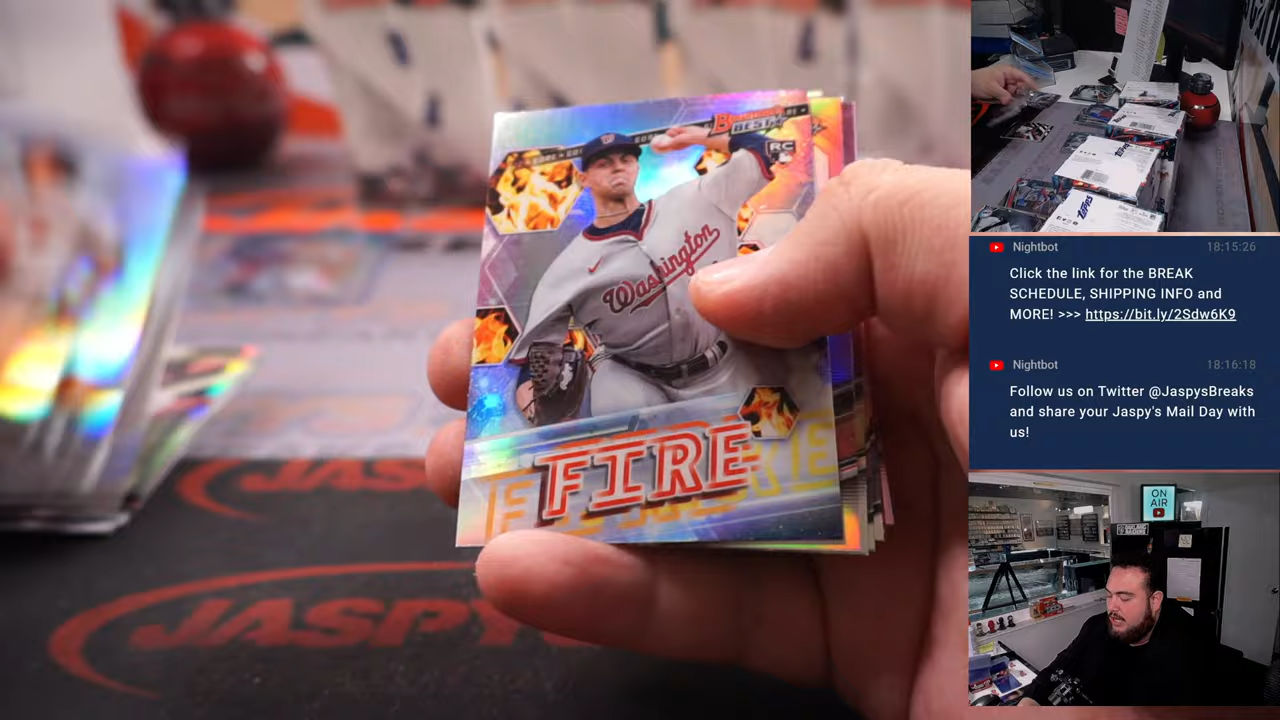 Bowman's
BEST
RC
Washington
FIRE
JASPY
JASPY'
Topps
Nightbot 18:15:26
Click the link for the BREAK
SCHEDULE, SHIPPING INFO and
MORE! >>> https://bit.ly/2Sdw6K9
Nightbot 18:16:18
Follow us on Twitter @JaspysBreaks
and share your Jaspy's Mail Day with
us!
ON
AIR